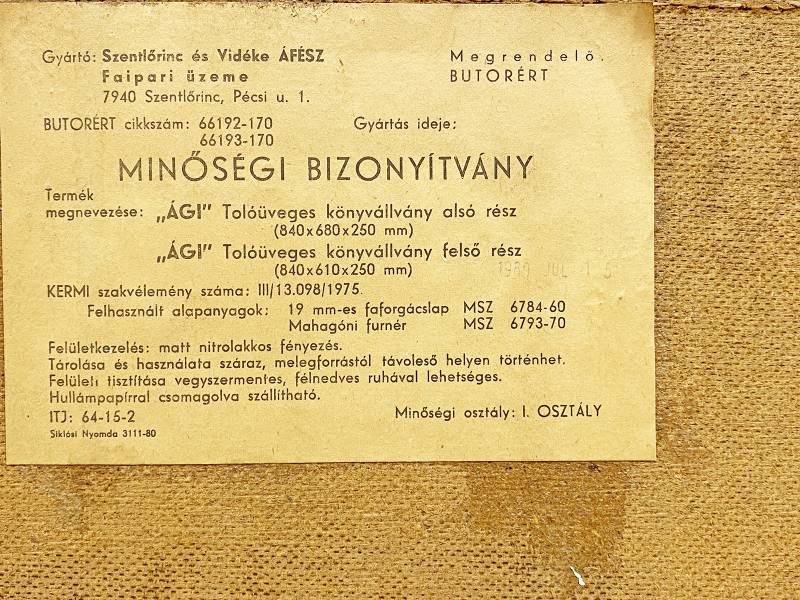 Gyártó: Szentlőrinc és Vidéke ÁFÉSZ
Faipari üzeme
7940 Szentlőrinc, Pécsi u. 1.
Megrendelő.
BUTORÉRT
BUTORÉRT cikkszám: 66192-170
66193-170
Gyártás ideje:
MINŐSÉGI BIZONYÍTVÁNY
Termék
megnevezése: „ÁGI" Tolóüveges könyvállvány alsó rész
(840x680x250 mm)
„ÁGI" Tolóüveges könyvállvány felső rész
(840x610x250 mm)
KERMI szakvélemény száma: III/13.098/1975.
Felhasznált alapanyagok: 19 mm-es faforgácslap MSZ 6784-60
Mahagóni furnér MSZ 6793-70
Felületkezelés: matt nitrolakkos fényezés.
Tárolása és használata száraz, melegforrástól távoleső helyen történhet.
Felületi tisztítása vegyszermentes, félnedves ruhával lehetséges.
Hullámpapírral csomagolva szállítható.
ITJ: 64-15-2
Minőségi osztály: I. OSZTÁLY
Siklósi Nyomda 3111-80